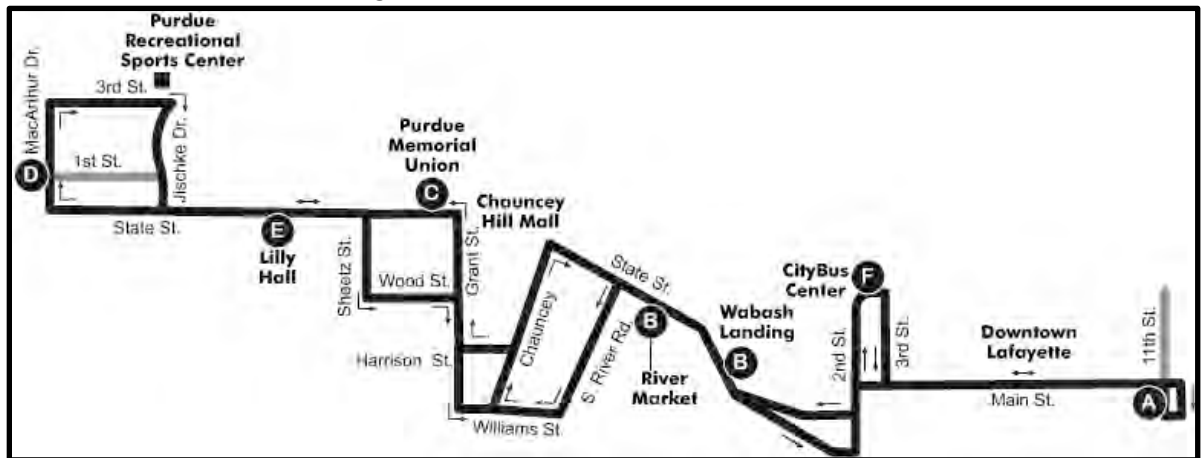 Purdue
Recreational
Sports Center
MacArthur Dr.
3rd St.
Jischke Dr.
1st St.
D
State St.
E
Lilly
Hall
Purdue
Memorial
Union
C
Sheetz St.
Wood St.
Grant St.
Harrison St.
Chauncey
Hill Mall
Chauncey
State St.
S. River Rd.
Williams St.
B
River
Market
Wabash
Landing
B
CityBus
Center
F
2nd St.
3rd St.
Downtown
Lafayette
Main St.
11th St.
A